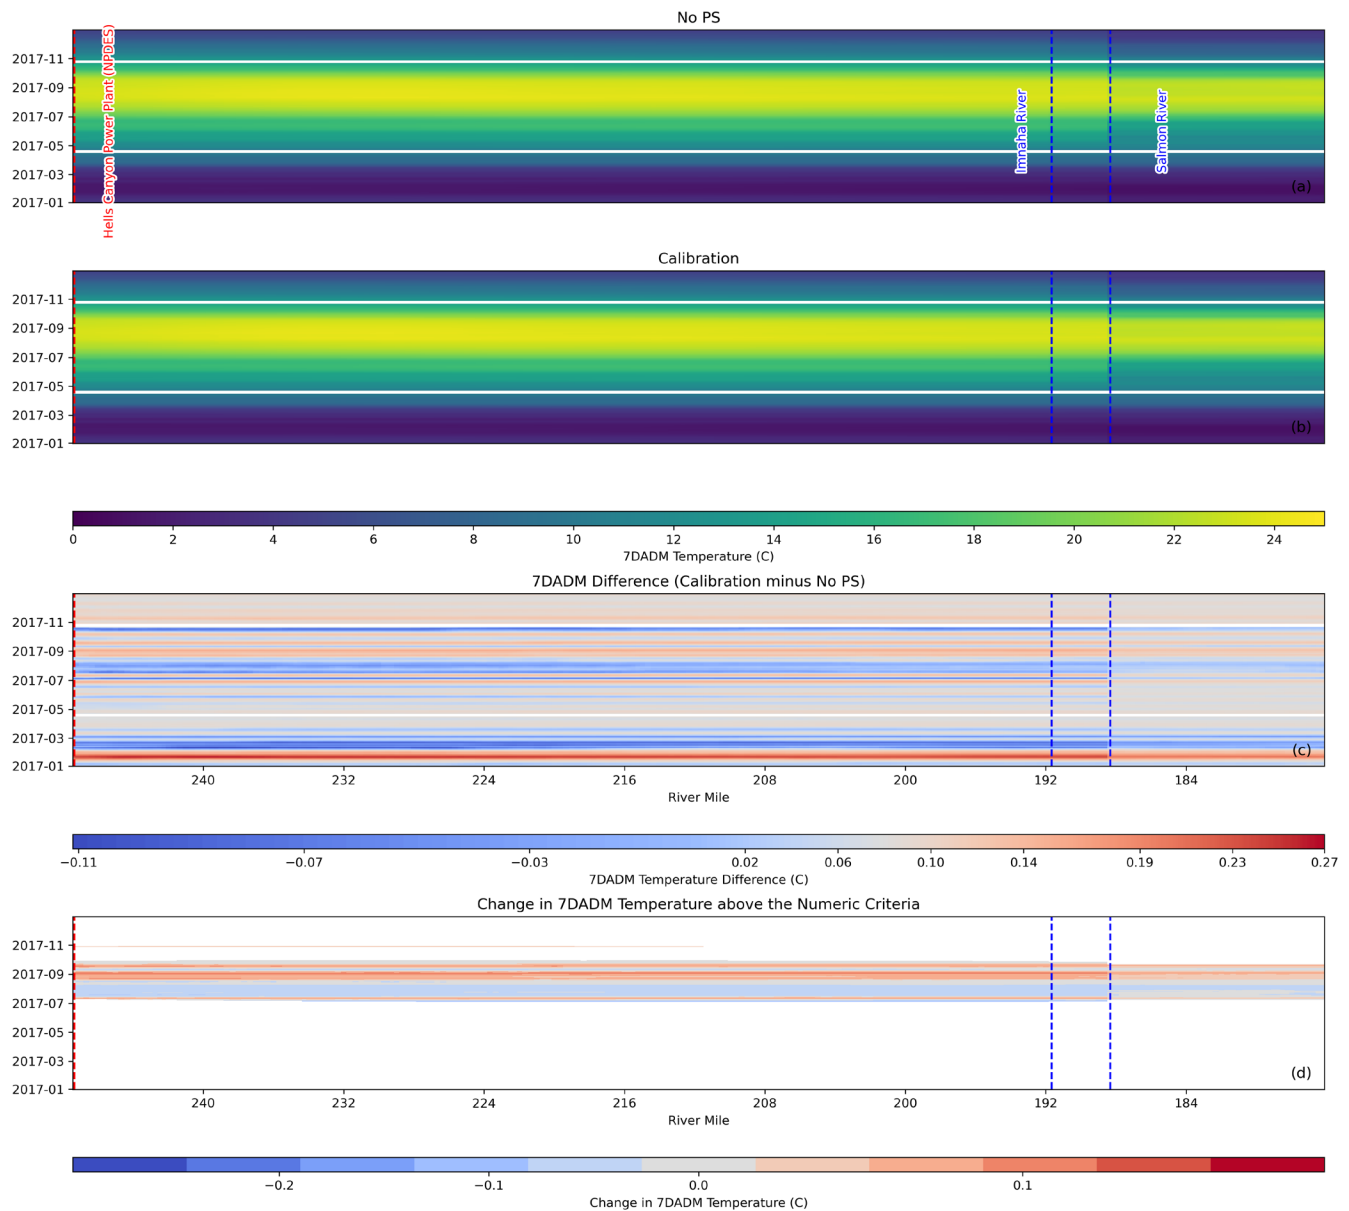 No PS
2017-11
2017-09
2017-07
2017-05
2017-03
2017-01
Hells Canyon Power Plant (NPDES)
Imnaha River
Salmon River
(a)
Calibration
2017-11
2017-09
2017-07
2017-05
2017-03
2017-01
(b)
0 2 4 6 8 10 12 14 16 18 20 22 24
7DADM Temperature (C)
7DADM Difference (Calibration minus No PS)
2017-11
2017-09
2017-07
2017-05
2017-03
2017-01
(c)
240 232 224 216 208 200 192 184
River Mile
−0.11 −0.07 −0.03 0.02 0.06 0.10 0.14 0.19 0.23 0.27
7DADM Temperature Difference (C)
Change in 7DADM Temperature above the Numeric Criteria
2017-11
2017-09
2017-07
2017-05
2017-03
2017-01
(d)
240 232 224 216 208 200 192 184
River Mile
−0.2 −0.1 0.0 0.1
Change in 7DADM Temperature (C)